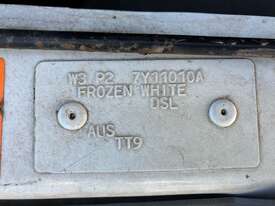 W3 P2 7Y11010A
FROZEN WHITE
DSL
AUS
TT9